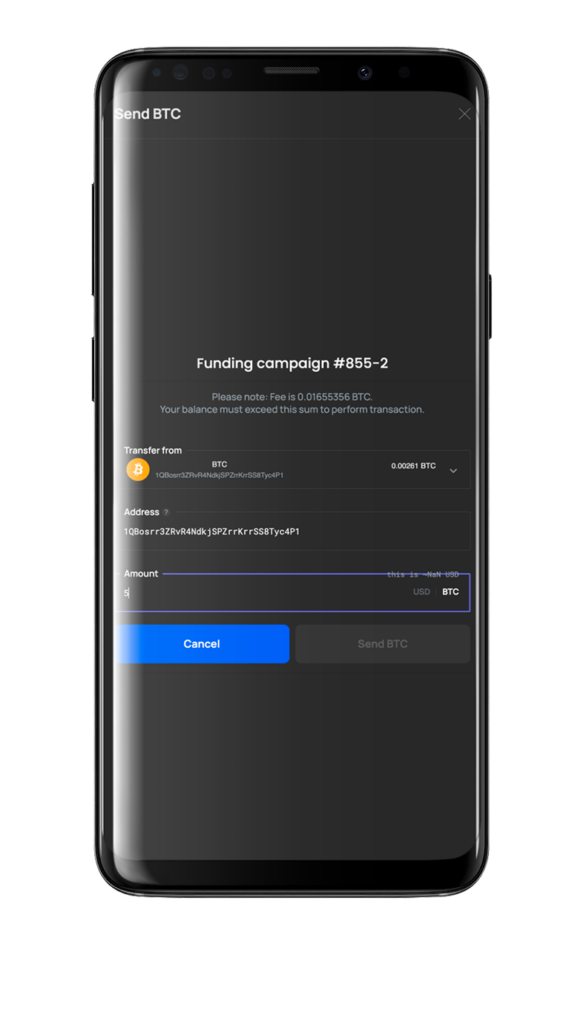 Send BTC
Funding campaign #855-2
Please note: Fee is 0.01655356 BTC.
Your balance must exceed this sum to perform transaction.
Transfer from
BTC
0.00261 BTC
1QBosrr3ZRvR4NdkjSPZrrKrrSS8Tyc4P1
Address ?
1QBosrr3ZRvR4NdkjSPZrrKrrSS8Tyc4P1
Amount
this is ~NaN USD
5
USD
BTC
Cancel
Send BTC